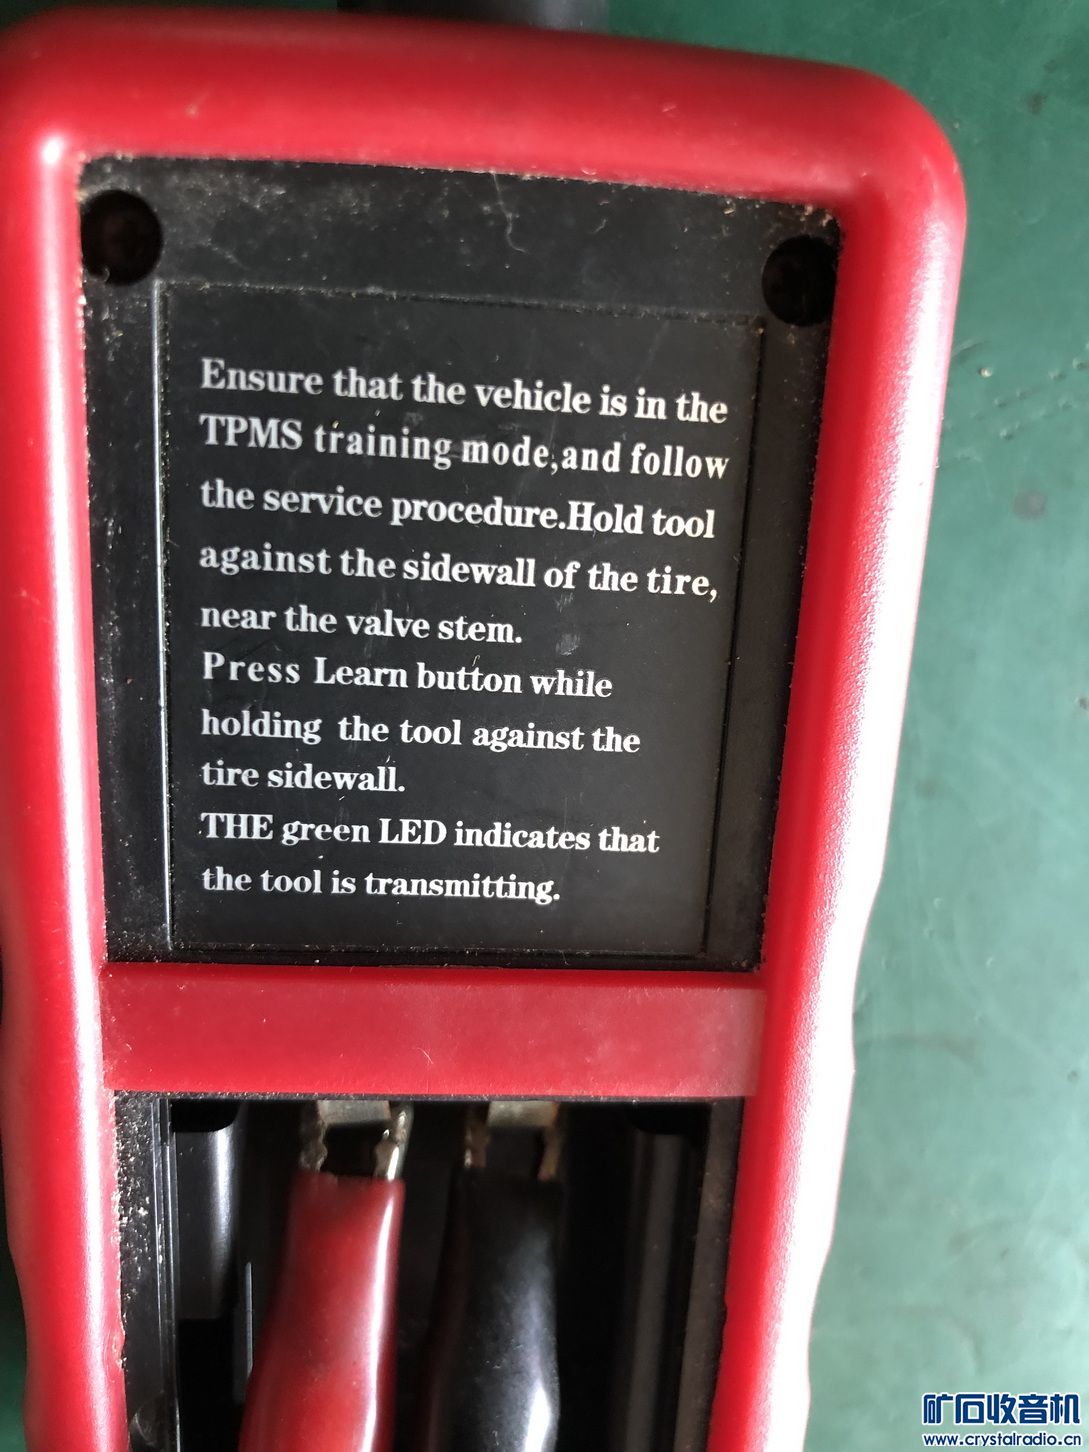 Ensure that the vehicle is in the
TPMS training mode,and follow
the service procedure.Hold tool
against the sidewall of the tire,
near the valve stem.
Press Learn button while
holding the tool against the
tire sidewall.
THE green LED indicates that
the tool is transmitting.
矿石收音机
www.crystalradio.cn